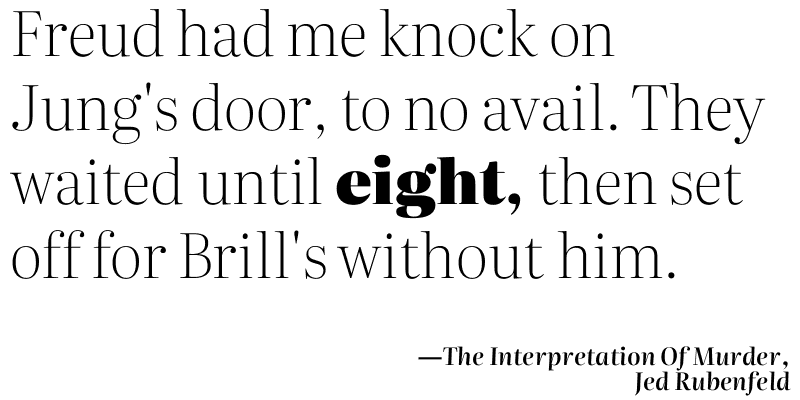 Freud had me knock on
Jung's door, to no avail. They
waited until eight, then set
off for Brill's without him.
—The Interpretation Of Murder,
Jed Rubenfeld